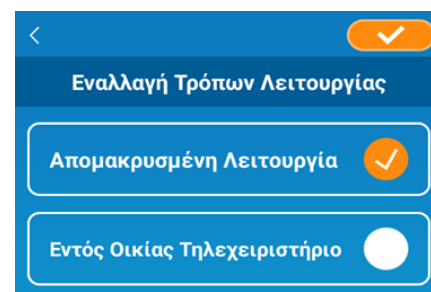 Εναλλαγή Τρόπων Λειτουργίας
Απομακρυσμένη Λειτουργία
Εντός Οικίας Τηλεχειριστήριο